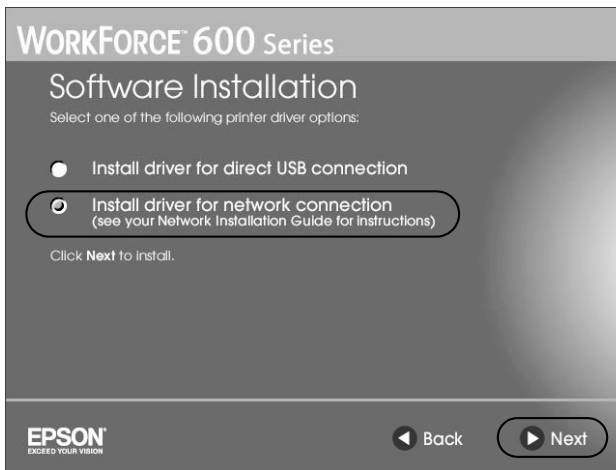 WORKFORCE™ 600 Series
Software Installation
Select one of the following printer driver options:
Install driver for direct USB connection
Install driver for network connection
(see your Network Installation Guide for instructions)
Click Next to install.
EPSON®
EXCEED YOUR VISION
Back
Next